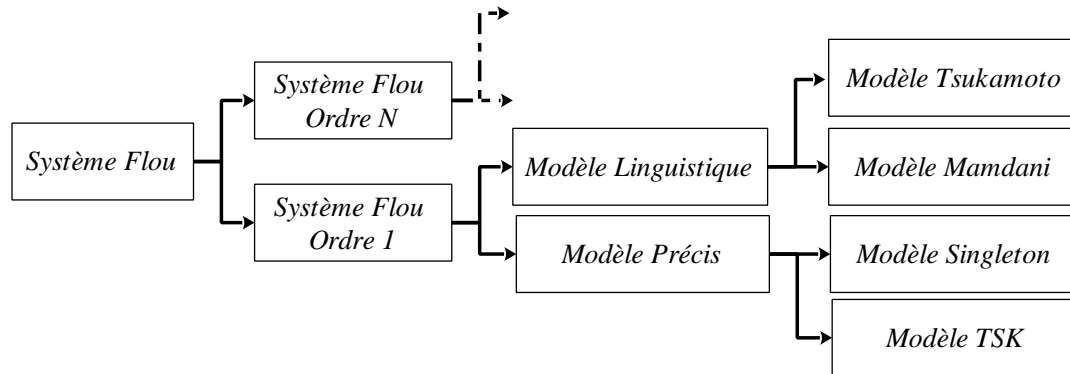 Système Flou
Système Flou
Ordre N
Système Flou
Ordre 1
Modèle Linguistique
Modèle Précis
Modèle Tsukamoto
Modèle Mamdani
Modèle Singleton
Modèle TSK